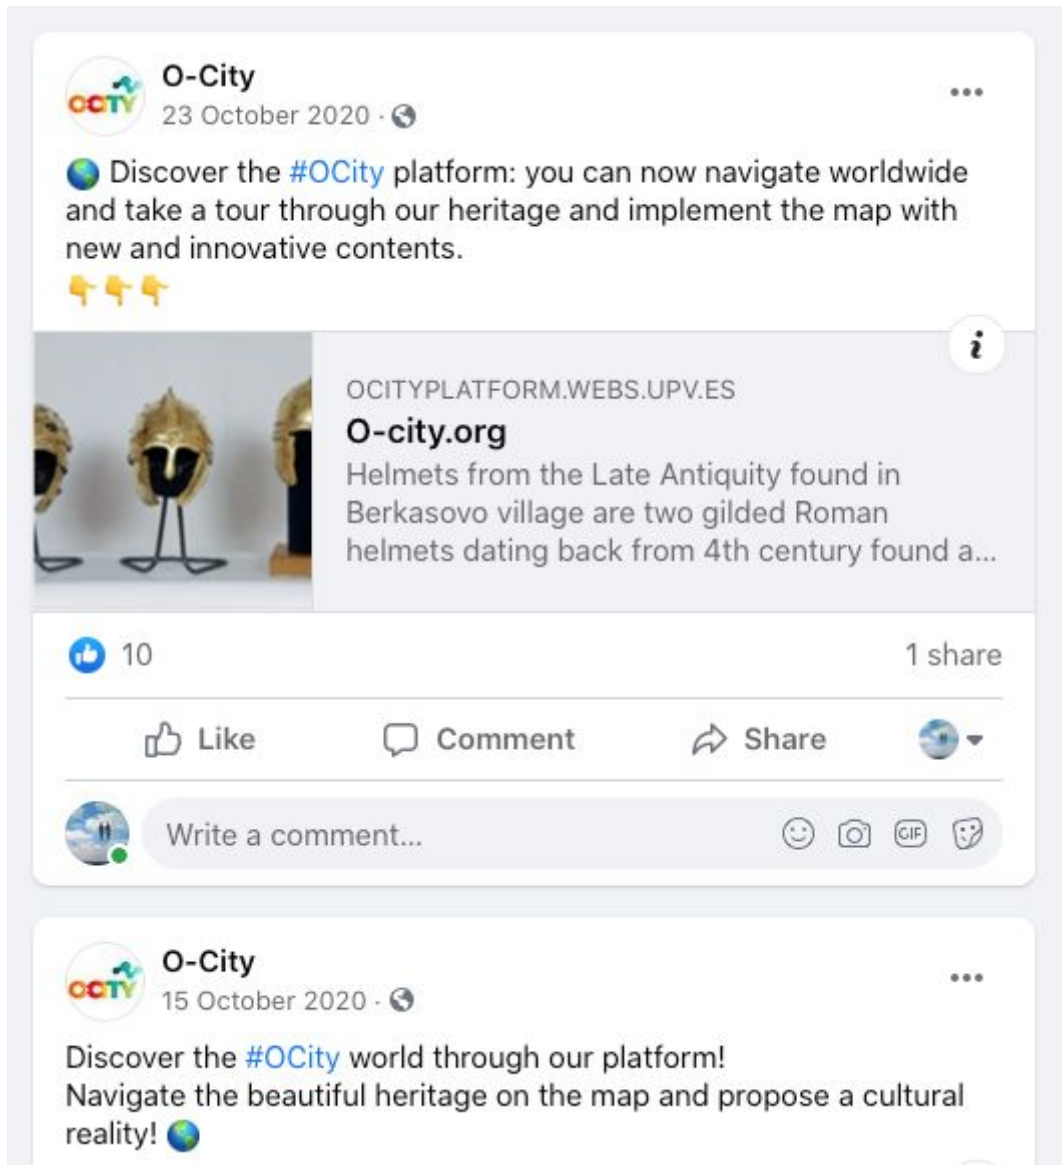 OCITY
O-City
23 October 2020 ·
Discover the #OCity platform: you can now navigate worldwide
and take a tour through our heritage and implement the map with
new and innovative contents.
i
OCITYPLATFORM.WEBS.UPV.ES
O-city.org
Helmets from the Late Antiquity found in
Berkasovo village are two gilded Roman
helmets dating back from 4th century found a...
10
1 share
Like
Comment
Share
Write a comment...
GIF
OCITY
O-City
15 October 2020 ·
Discover the #OCity world through our platform!
Navigate the beautiful heritage on the map and propose a cultural
reality!